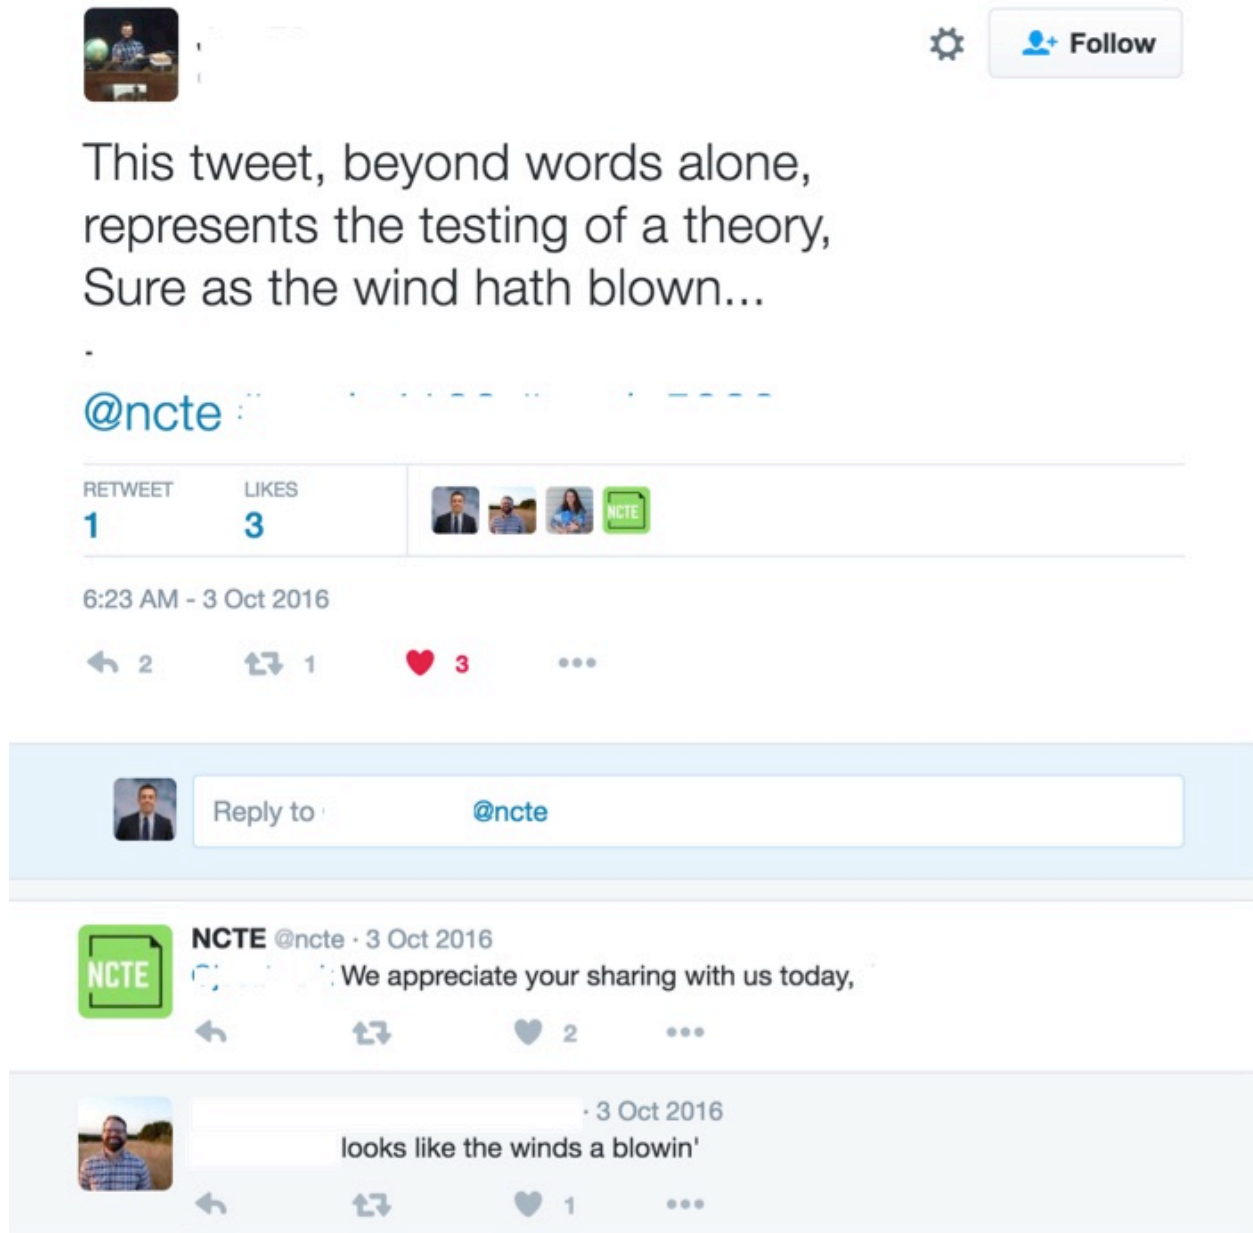 Follow
This tweet, beyond words alone,
represents the testing of a theory,
Sure as the wind hath blown...
-
@ncte
RETWEET LIKES
1 3
NCTE
6:23 AM - 3 Oct 2016
2 1 3
Reply to @ncte
NCTE @ncte · 3 Oct 2016
NCTE
We appreciate your sharing with us today,
2
· 3 Oct 2016
looks like the winds a blowin'
1